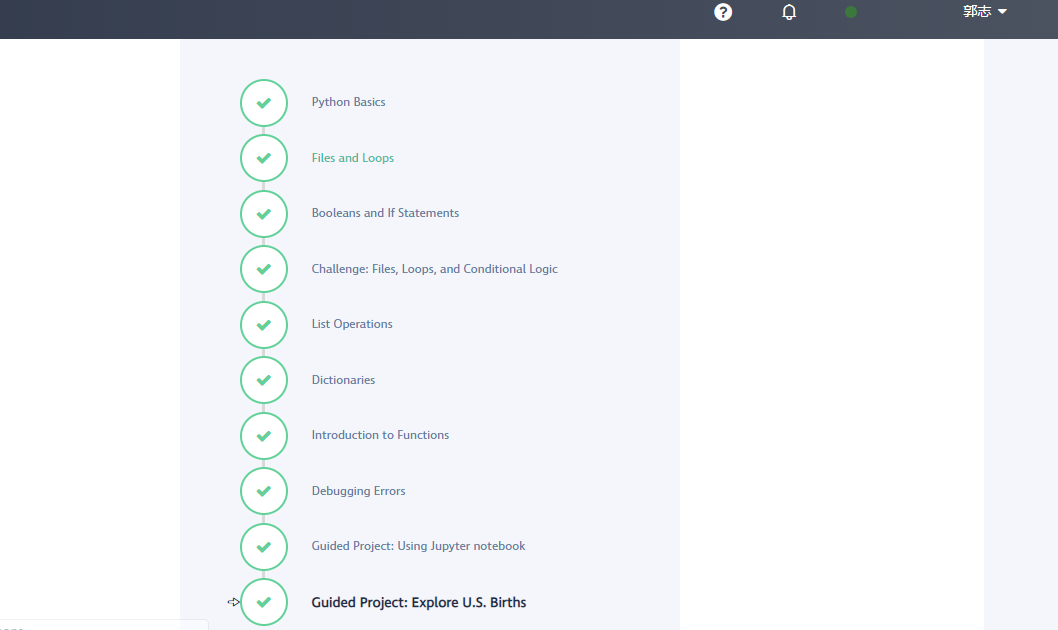 郭志
Python Basics
Files and Loops
Booleans and If Statements
Challenge: Files, Loops, and Conditional Logic
List Operations
Dictionaries
Introduction to Functions
Debugging Errors
Guided Project: Using Jupyter notebook
Guided Project: Explore U.S. Births